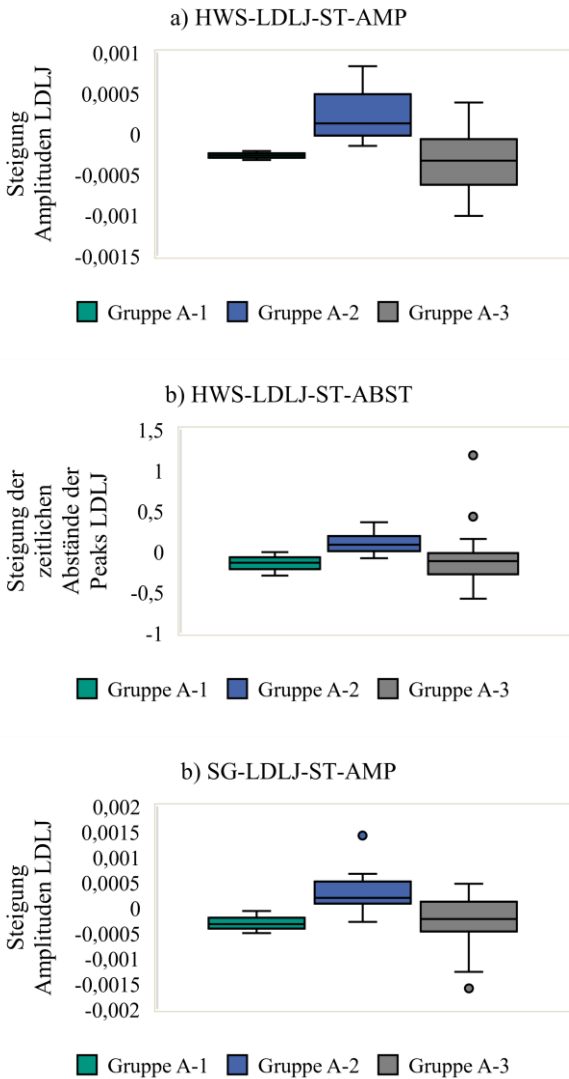 a) HWS-LDLJ-ST-AMP
Steigung
Amplituden LDLJ
0,001
0,0005
0
-0,0005
-0,001
-0,0015
Gruppe A-1 Gruppe A-2 Gruppe A-3
b) HWS-LDLJ-ST-ABST
Steigung der
zeitlichen
Abstände der
Peaks LDLJ
1,5
1
0,5
0
-0,5
-1
Gruppe A-1 Gruppe A-2 Gruppe A-3
b) SG-LDLJ-ST-AMP
Steigung
Amplituden LDLJ
0,002
0,0015
0,001
0,0005
0
-0,0005
-0,001
-0,0015
-0,002
Gruppe A-1 Gruppe A-2 Gruppe A-3